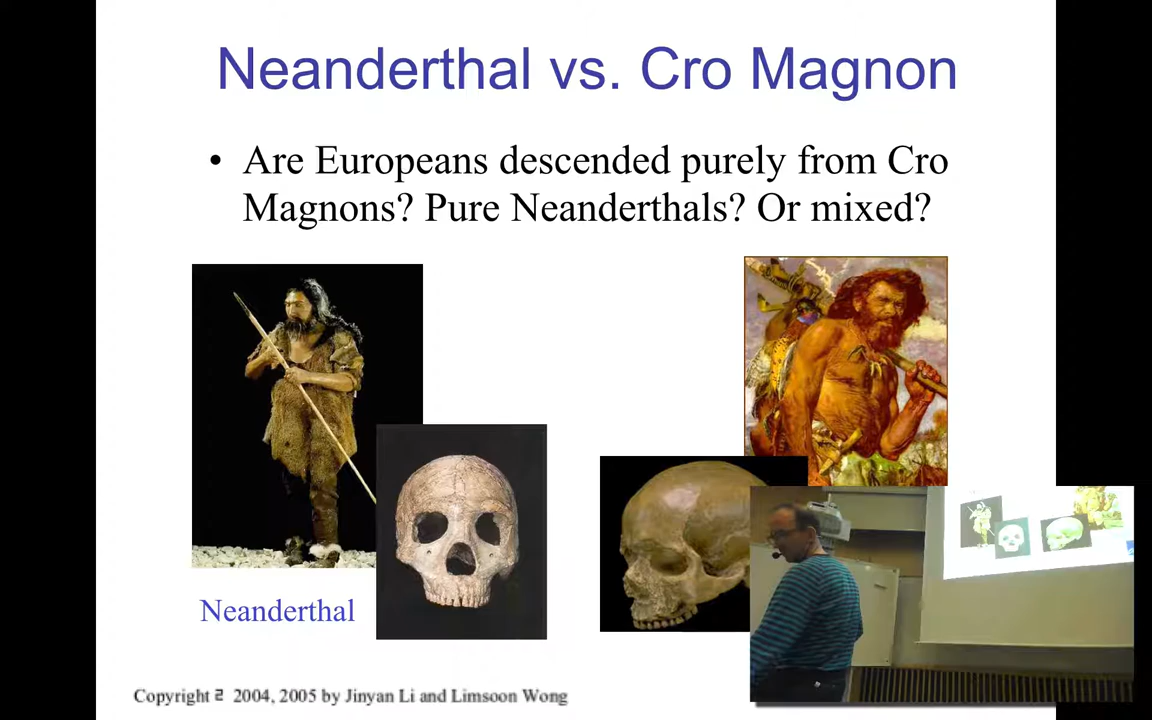 Neanderthal vs. Cro Magnon
• Are Europeans descended purely from Cro
Magnons? Pure Neanderthals? Or mixed?
Neanderthal
Copyright 2004, 2005 by Jinyan Li and Limsoon Wong